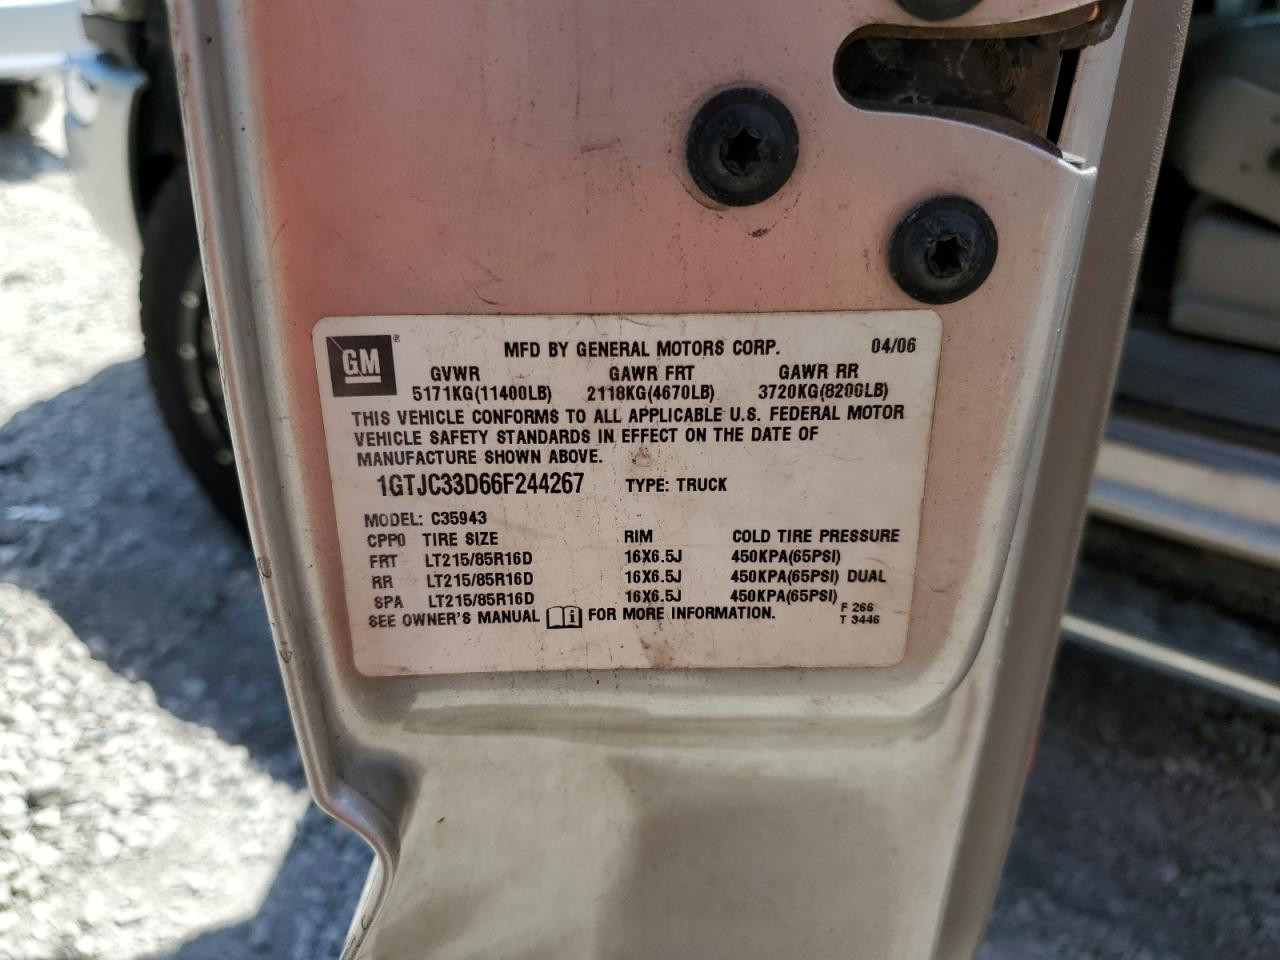 GM ®
MFD BY GENERAL MOTORS CORP. 04/06
GVWR GAWR FRT GAWR RR
5171KG(11400LB) 2118KG(4670LB) 3720KG(8200LB)
THIS VEHICLE CONFORMS TO ALL APPLICABLE U.S. FEDERAL MOTOR
VEHICLE SAFETY STANDARDS IN EFFECT ON THE DATE OF
MANUFACTURE SHOWN ABOVE.
1GTJC33D66F244267 TYPE: TRUCK
MODEL: C35943
CPPO TIRE SIZE RIM COLD TIRE PRESSURE
FRT LT215/85R16D 16X6.5J 450KPA(65PSI)
RR LT215/85R16D 16X6.5J 450KPA(65PSI) DUAL
SPA LT215/85R16D 16X6.5J 450KPA(65PSI)
SEE OWNER'S MANUAL i FOR MORE INFORMATION.
F 266
T 3446